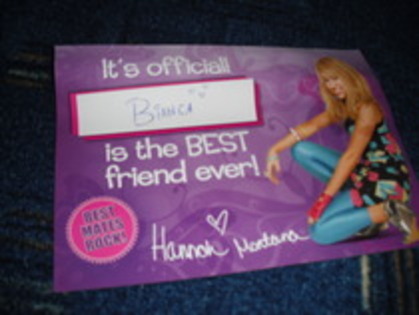 It's official!
Bianca
is the BEST
friend ever!
BEST
MATES
ROCK!
Hannah Montana